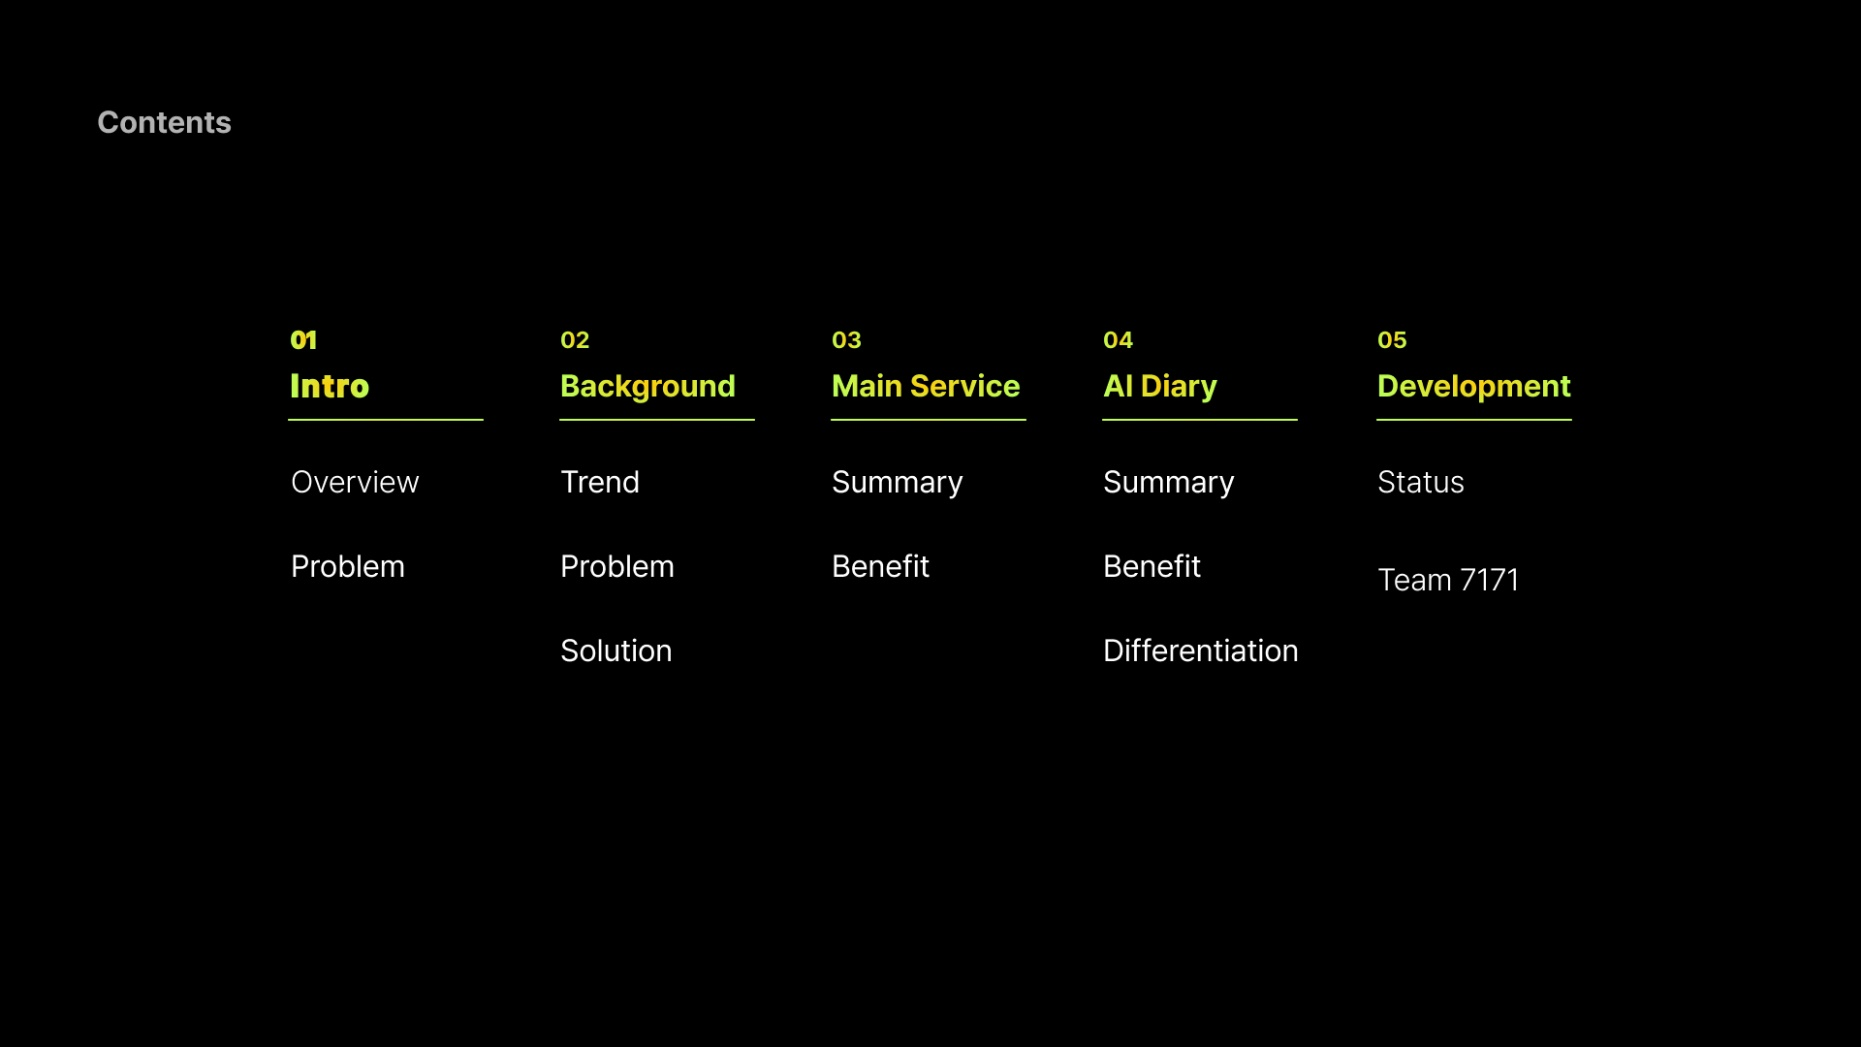 Contents
01
Intro
Overview
Problem
02
Background
Trend
Problem
Solution
03
Main Service
Summary
Benefit
04
AI Diary
Summary
Benefit
Differentiation
05
Development
Status
Team 7171